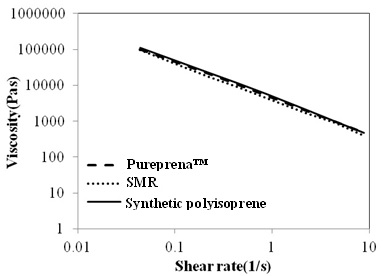 1000000
100000
10000
1000
100
10
1
Viscosity(Pas)
Pureprena™
SMR
Synthetic polyisoprene
0.01
0.1
1
10
Shear rate(1/s)